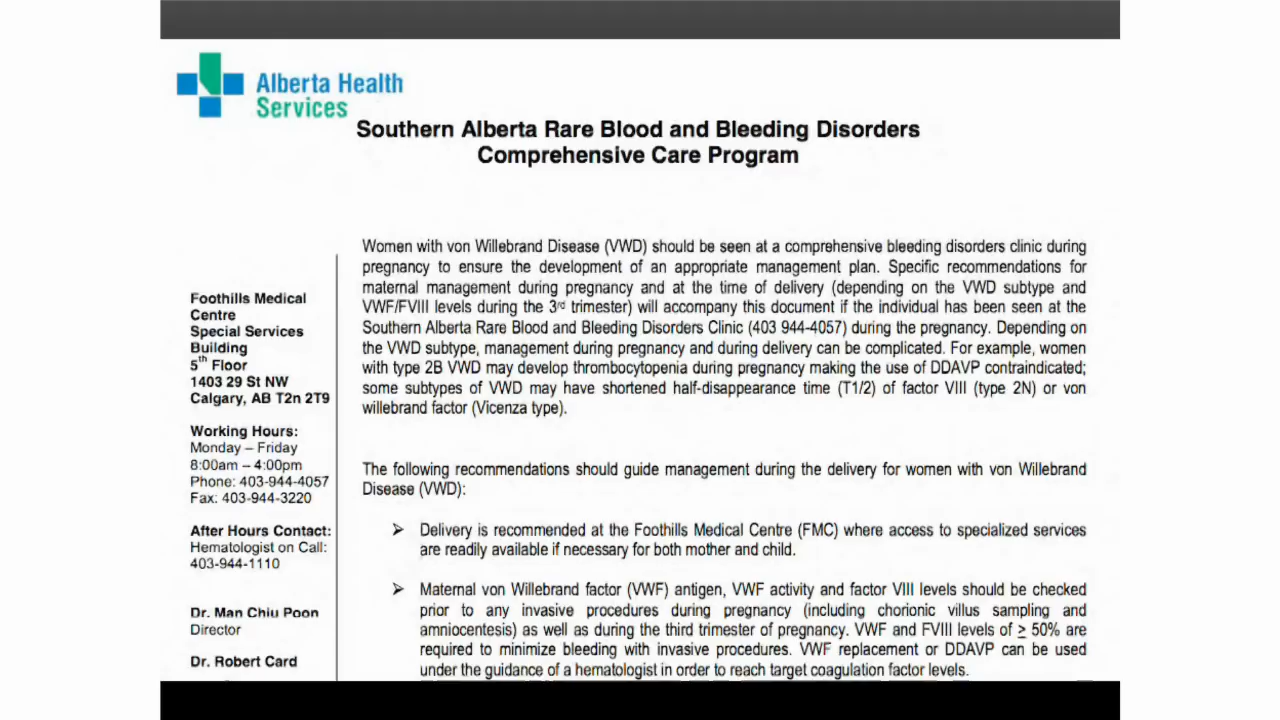 Alberta Health
Services
Southern Alberta Rare Blood and Bleeding Disorders
Comprehensive Care Program
Foothills Medical
Centre
Special Services
Building
5th Floor
1403 29 St NW
Calgary, AB T2n 2T9
Working Hours:
Monday – Friday
8:00am – 4:00pm
Phone: 403-944-4057
Fax: 403-944-3220
After Hours Contact:
Hematologist on Call:
403-944-1110
Dr. Man Chiu Poon
Director
Dr. Robert Card
Women with von Willebrand Disease (VWD) should be seen at a comprehensive bleeding disorders clinic during
pregnancy to ensure the development of an appropriate management plan. Specific recommendations for
maternal management during pregnancy and at the time of delivery (depending on the VWD subtype and
VWF/FVIII levels during the 3rd trimester) will accompany this document if the individual has been seen at the
Southern Alberta Rare Blood and Bleeding Disorders Clinic (403 944-4057) during the pregnancy. Depending on
the VWD subtype, management during pregnancy and during delivery can be complicated. For example, women
with type 2B VWD may develop thrombocytopenia during pregnancy making the use of DDAVP contraindicated;
some subtypes of VWD may have shortened half-disappearance time (T1/2) of factor VIII (type 2N) or von
willebrand factor (Vicenza type).
The following recommendations should guide management during the delivery for women with von Willebrand
Disease (VWD):
➢ Delivery is recommended at the Foothills Medical Centre (FMC) where access to specialized services
are readily available if necessary for both mother and child.
➢ Maternal von Willebrand factor (VWF) antigen, VWF activity and factor VIII levels should be checked
prior to any invasive procedures during pregnancy (including chorionic villus sampling and
amniocentesis) as well as during the third trimester of pregnancy. VWF and FVIII levels of ≥ 50% are
required to minimize bleeding with invasive procedures. VWF replacement or DDAVP can be used
under the guidance of a hematologist in order to reach target coagulation factor levels.